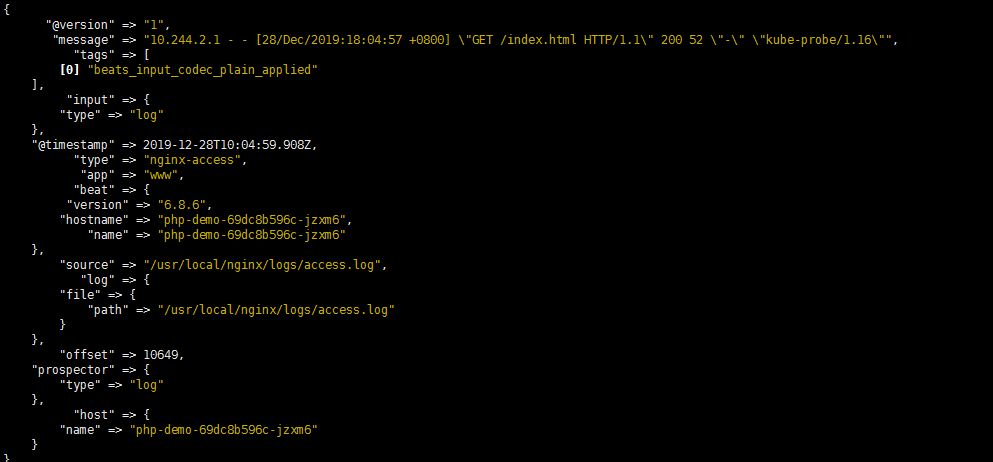 {
      "@version" => "1",
       "message" => "10.244.2.1 - - [28/Dec/2019:18:04:57 +0800] \"GET /index.html HTTP/1.1\" 200 52 \"-\" \"kube-probe/1.16\"",
          "tags" => [
        [0] "beats_input_codec_plain_applied"
    ],
         "input" => {
        "type" => "log"
    },
    "@timestamp" => 2019-12-28T10:04:59.908Z,
          "type" => "nginx-access",
           "app" => "www",
          "beat" => {
         "version" => "6.8.6",
        "hostname" => "php-demo-69dc8b596c-jzxm6",
            "name" => "php-demo-69dc8b596c-jzxm6"
    },
        "source" => "/usr/local/nginx/logs/access.log",
           "log" => {
        "file" => {
            "path" => "/usr/local/nginx/logs/access.log"
        }
    },
         "offset" => 10649,
    "prospector" => {
        "type" => "log"
    },
          "host" => {
        "name" => "php-demo-69dc8b596c-jzxm6"
    }
}